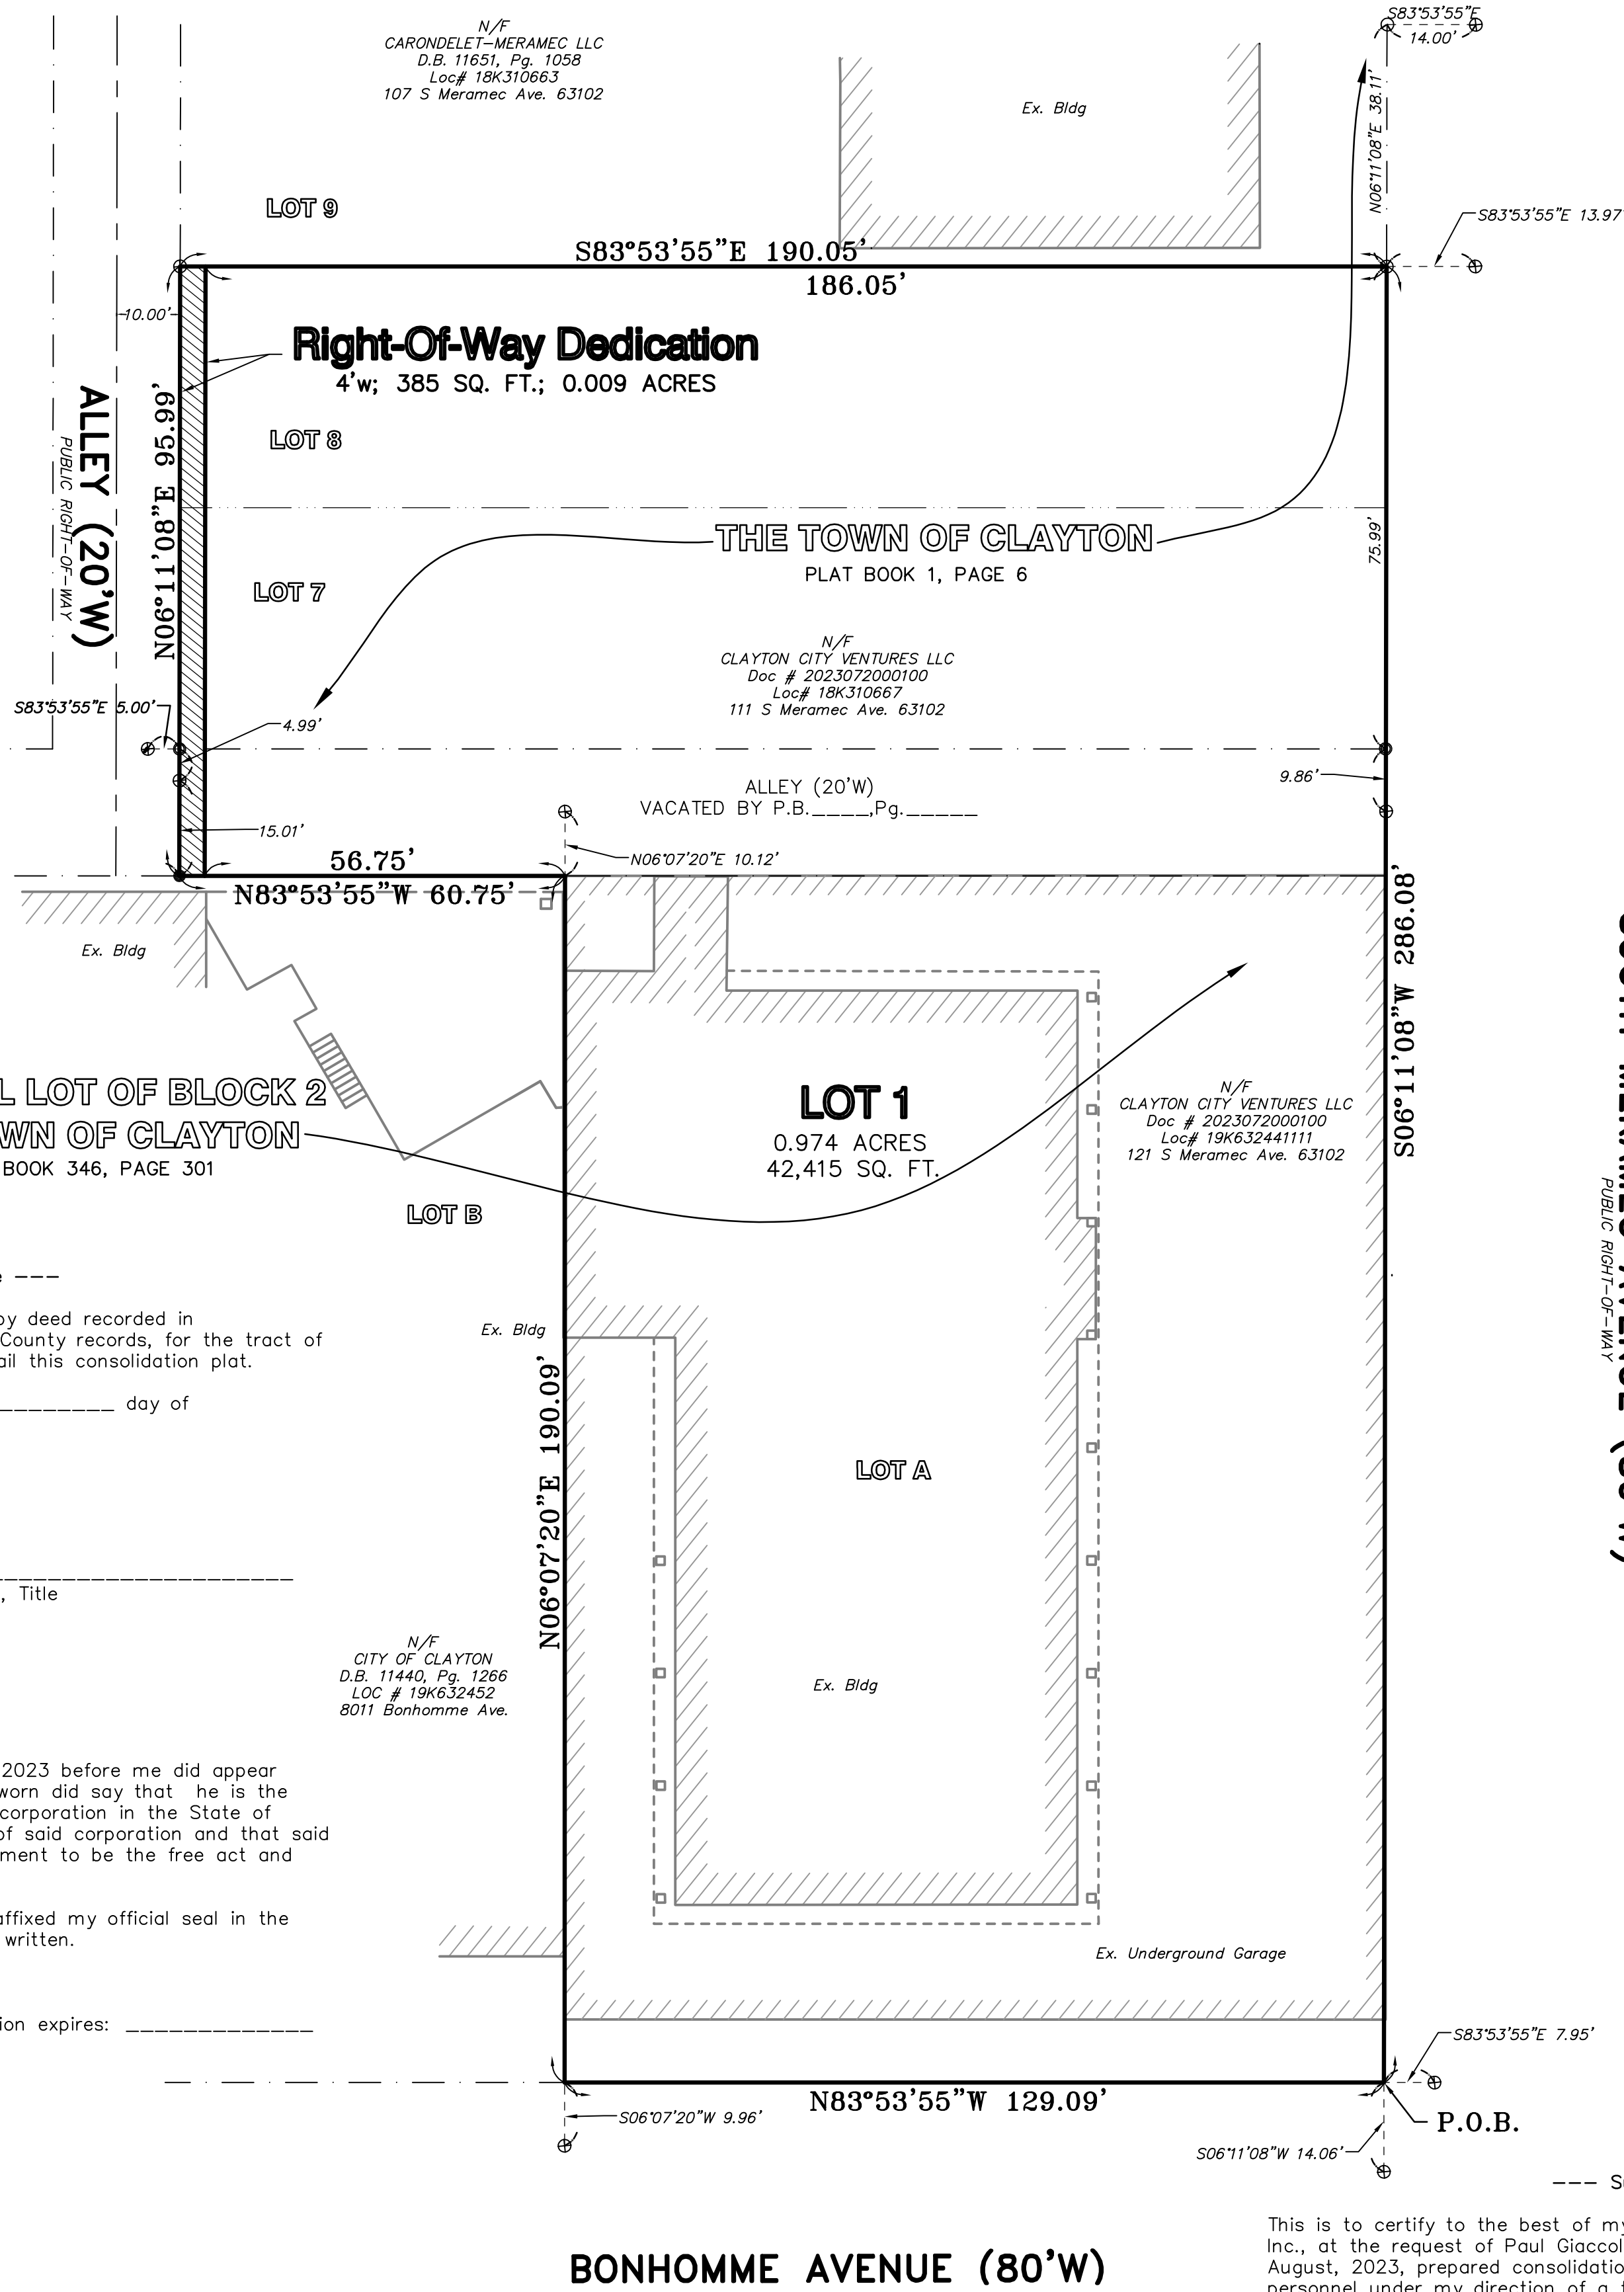 S83°53'55"E
14.00'
N/F
CARONDELET-MERAMEC LLC
D.B. 11651, Pg. 1058
Loc# 18K310663
107 S Meramec Ave. 63102
Ex. Bldg
N06°11'08"E 38.11'
S83°53'55"E 13.97
LOT 9
S83°53'55"E 190.05'
186.05'
10.00'
Right-Of-Way Dedication
4'w; 385 SQ. FT.; 0.009 ACRES
ALLEY (20'W)
PUBLIC RIGHT-OF-WAY
N06°11'08"E 95.99'
LOT 8
THE TOWN OF CLAYTON
PLAT BOOK 1, PAGE 6
75.99'
LOT 7
N/F
CLAYTON CITY VENTURES LLC
Doc # 2023072000100
Loc# 18K310667
111 S Meramec Ave. 63102
S83°53'55"E 5.00'
4.99'
9.86'
ALLEY (20'W)
VACATED BY P.B.____,Pg._____
15.01'
56.75'
N06°07'20"E 10.12'
N83°53'55"W 60.75'
Ex. Bldg
S06°11'08"W 286.08'
PUBLIC RIGHT-OF-WAY
L LOT OF BLOCK 2
WN OF CLAYTON
BOOK 346, PAGE 301
LOT 1
0.974 ACRES
42,415 SQ. FT.
N/F
CLAYTON CITY VENTURES LLC
Doc # 2023072000100
Loc# 19K632441111
121 S Meramec Ave. 63102
LOT B
e ---
by deed recorded in
County records, for the tract of
ail this consolidation plat.
________ day of
Ex. Bldg
N06°07'20"E 190.09'
LOT A
____________________
, Title
N/F
CITY OF CLAYTON
D.B. 11440, Pg. 1266
LOC # 19K632452
8011 Bonhomme Ave.
Ex. Bldg
2023 before me did appear
worn did say that he is the
corporation in the State of
of said corporation and that said
ment to be the free act and
affixed my official seal in the
written.
Ex. Underground Garage
ion expires: _____________
S83°53'55"E 7.95'
N83°53'55"W 129.09'
P.O.B.
S06°07'20"W 9.96'
S06°11'08"W 14.06'
--- S
This is to certify to the best of my
Inc., at the request of Paul Giaccol
August, 2023, prepared consolidatio
personnel under my direction of a
BONHOMME AVENUE (80'W)